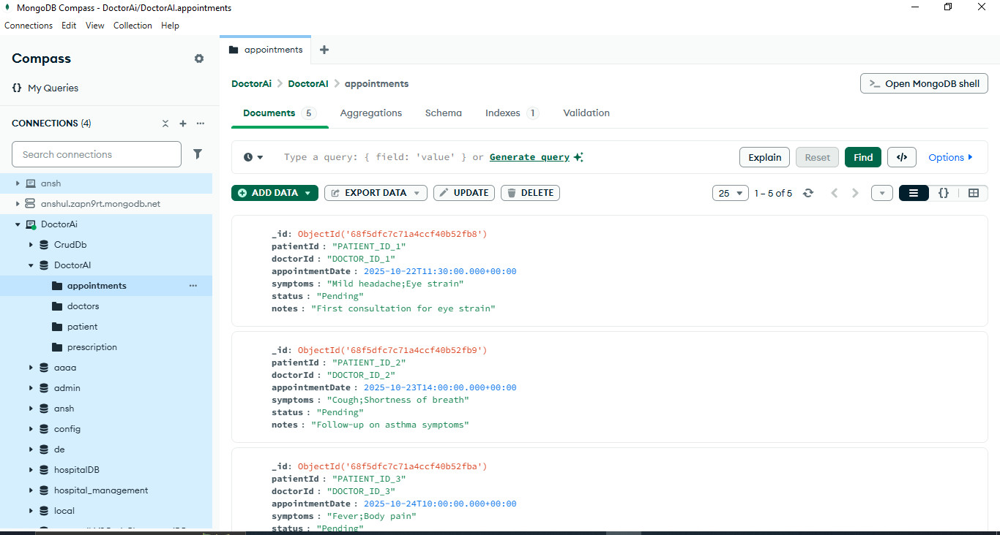 MongoDB Compass - DoctorAi/DoctorAI.appointments
Connections Edit View Collection Help
Compass
{} My Queries
CONNECTIONS (4)
Search connections
ansh
anshul.zapn9rt.mongodb.net
DoctorAi
CrudDb
DoctorAI
appointments
doctors
patient
prescription
aaaa
admin
ansh
config
de
hospitalDB
hospital_management
local
appointments
DoctorAi > DoctorAI > appointments
>_ Open MongoDB shell
Documents 5 Aggregations Schema Indexes 1 Validation
Type a query: { field: 'value' } or Generate query
Explain Reset Find </> Options
ADD DATA EXPORT DATA UPDATE DELETE
25 1 – 5 of 5 {}
_id: ObjectId('68f5dfc7c71a4ccf40b52fb8')
patientId : "PATIENT_ID_1"
doctorId : "DOCTOR_ID_1"
appointmentDate : 2025-10-22T11:30:00.000+00:00
symptoms : "Mild headache;Eye strain"
status : "Pending"
notes : "First consultation for eye strain"
_id: ObjectId('68f5dfc7c71a4ccf40b52fb9')
patientId : "PATIENT_ID_2"
doctorId : "DOCTOR_ID_2"
appointmentDate : 2025-10-23T14:00:00.000+00:00
symptoms : "Cough;Shortness of breath"
status : "Pending"
notes : "Follow-up on asthma symptoms"
_id: ObjectId('68f5dfc7c71a4ccf40b52fba')
patientId : "PATIENT_ID_3"
doctorId : "DOCTOR_ID_3"
appointmentDate : 2025-10-24T10:00:00.000+00:00
symptoms : "Fever;Body pain"
status : "Pending"